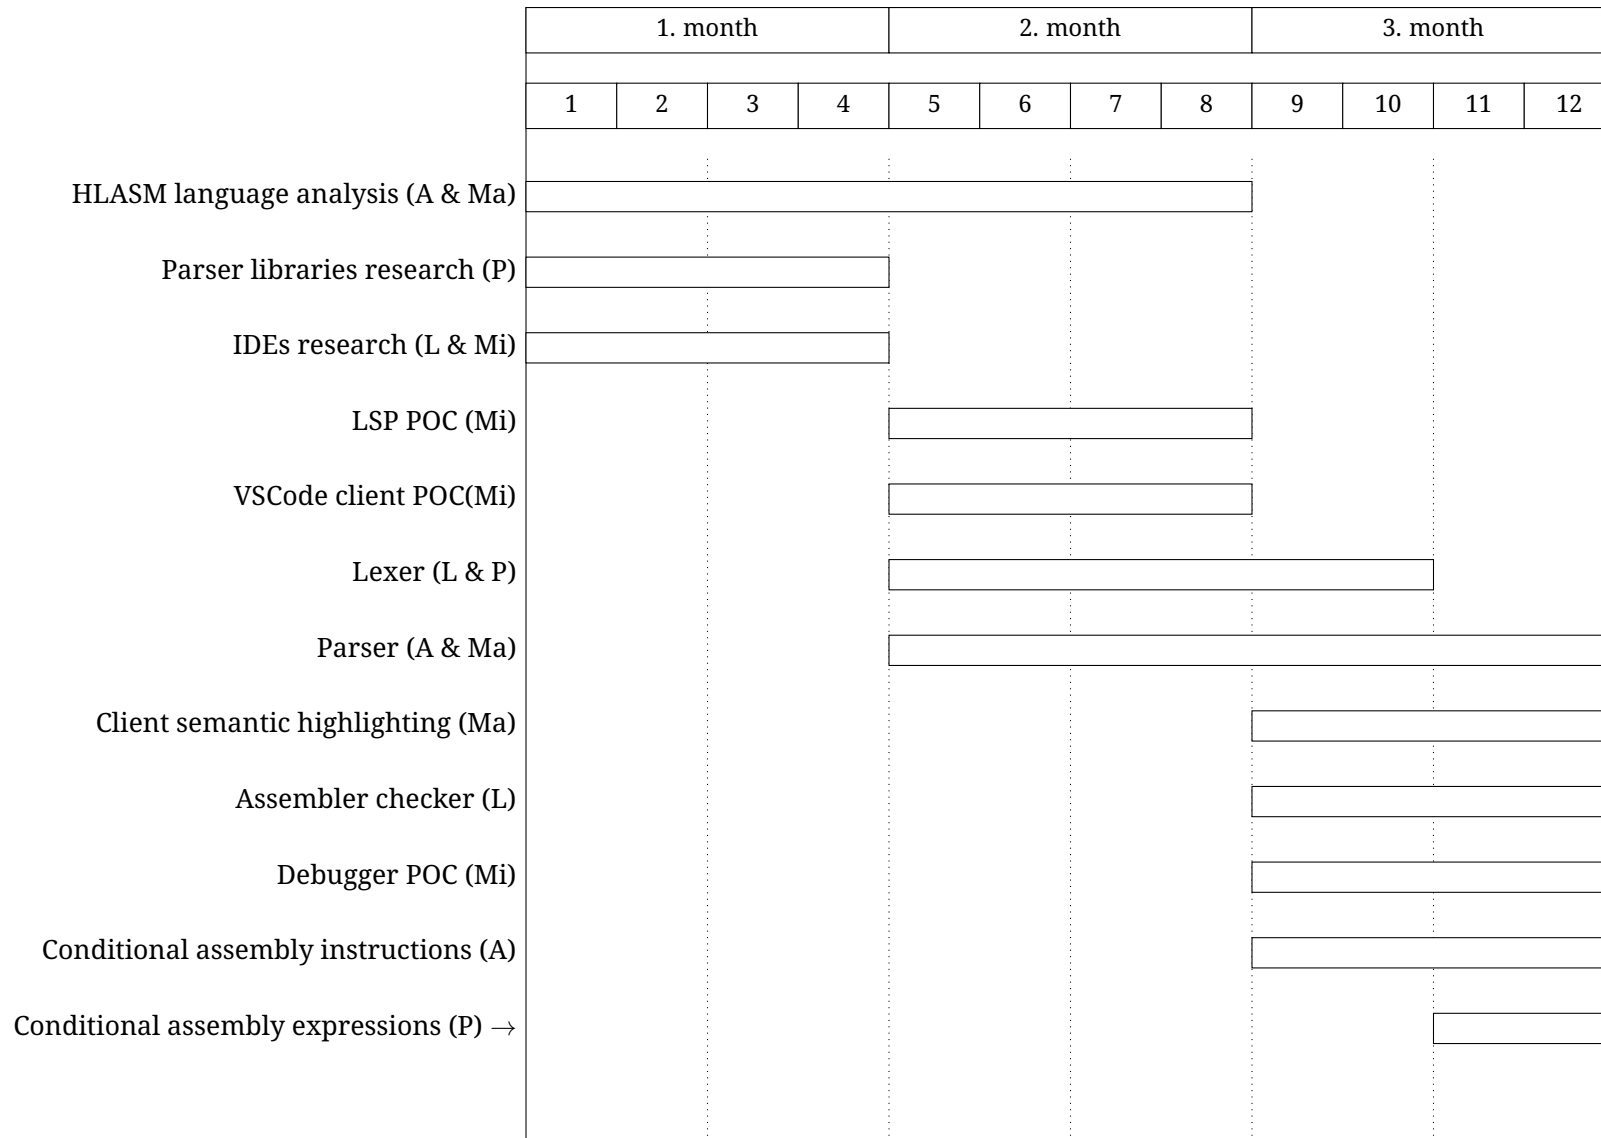 1. month 2. month 3. month
1 2 3 4 5 6 7 8 9 10 11 12
HLASM language analysis (A & Ma)
Parser libraries research (P)
IDEs research (L & Mi)
LSP POC (Mi)
VSCode client POC(Mi)
Lexer (L & P)
Parser (A & Ma)
Client semantic highlighting (Ma)
Assembler checker (L)
Debugger POC (Mi)
Conditional assembly instructions (A)
Conditional assembly expressions (P) →